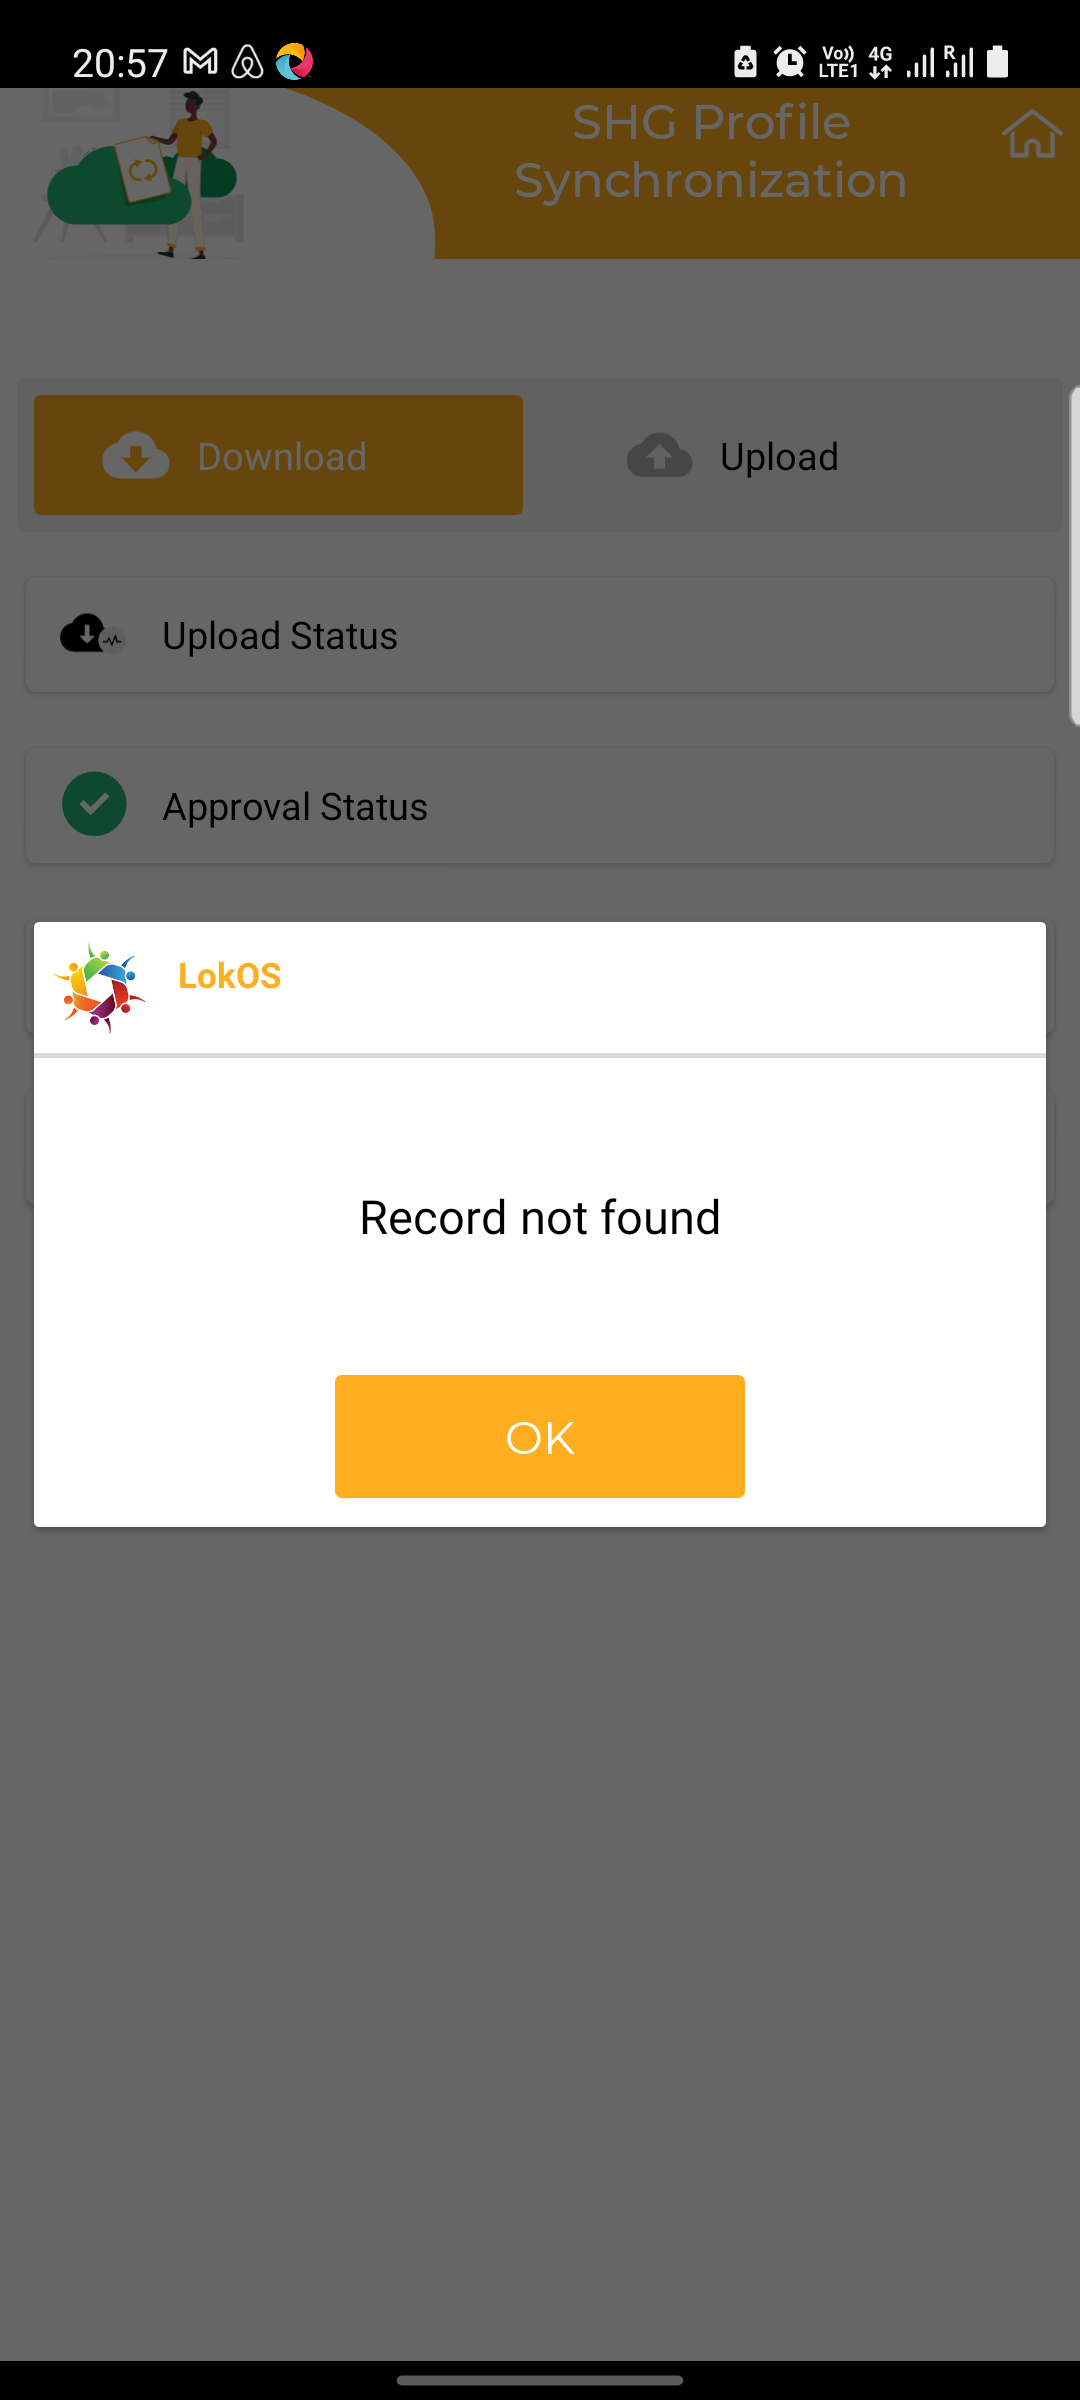 20:57
Vo)) LTE1 4G R
SHG Profile
Synchronization
Download
Upload
Upload Status
Approval Status
LokOS
Record not found
OK